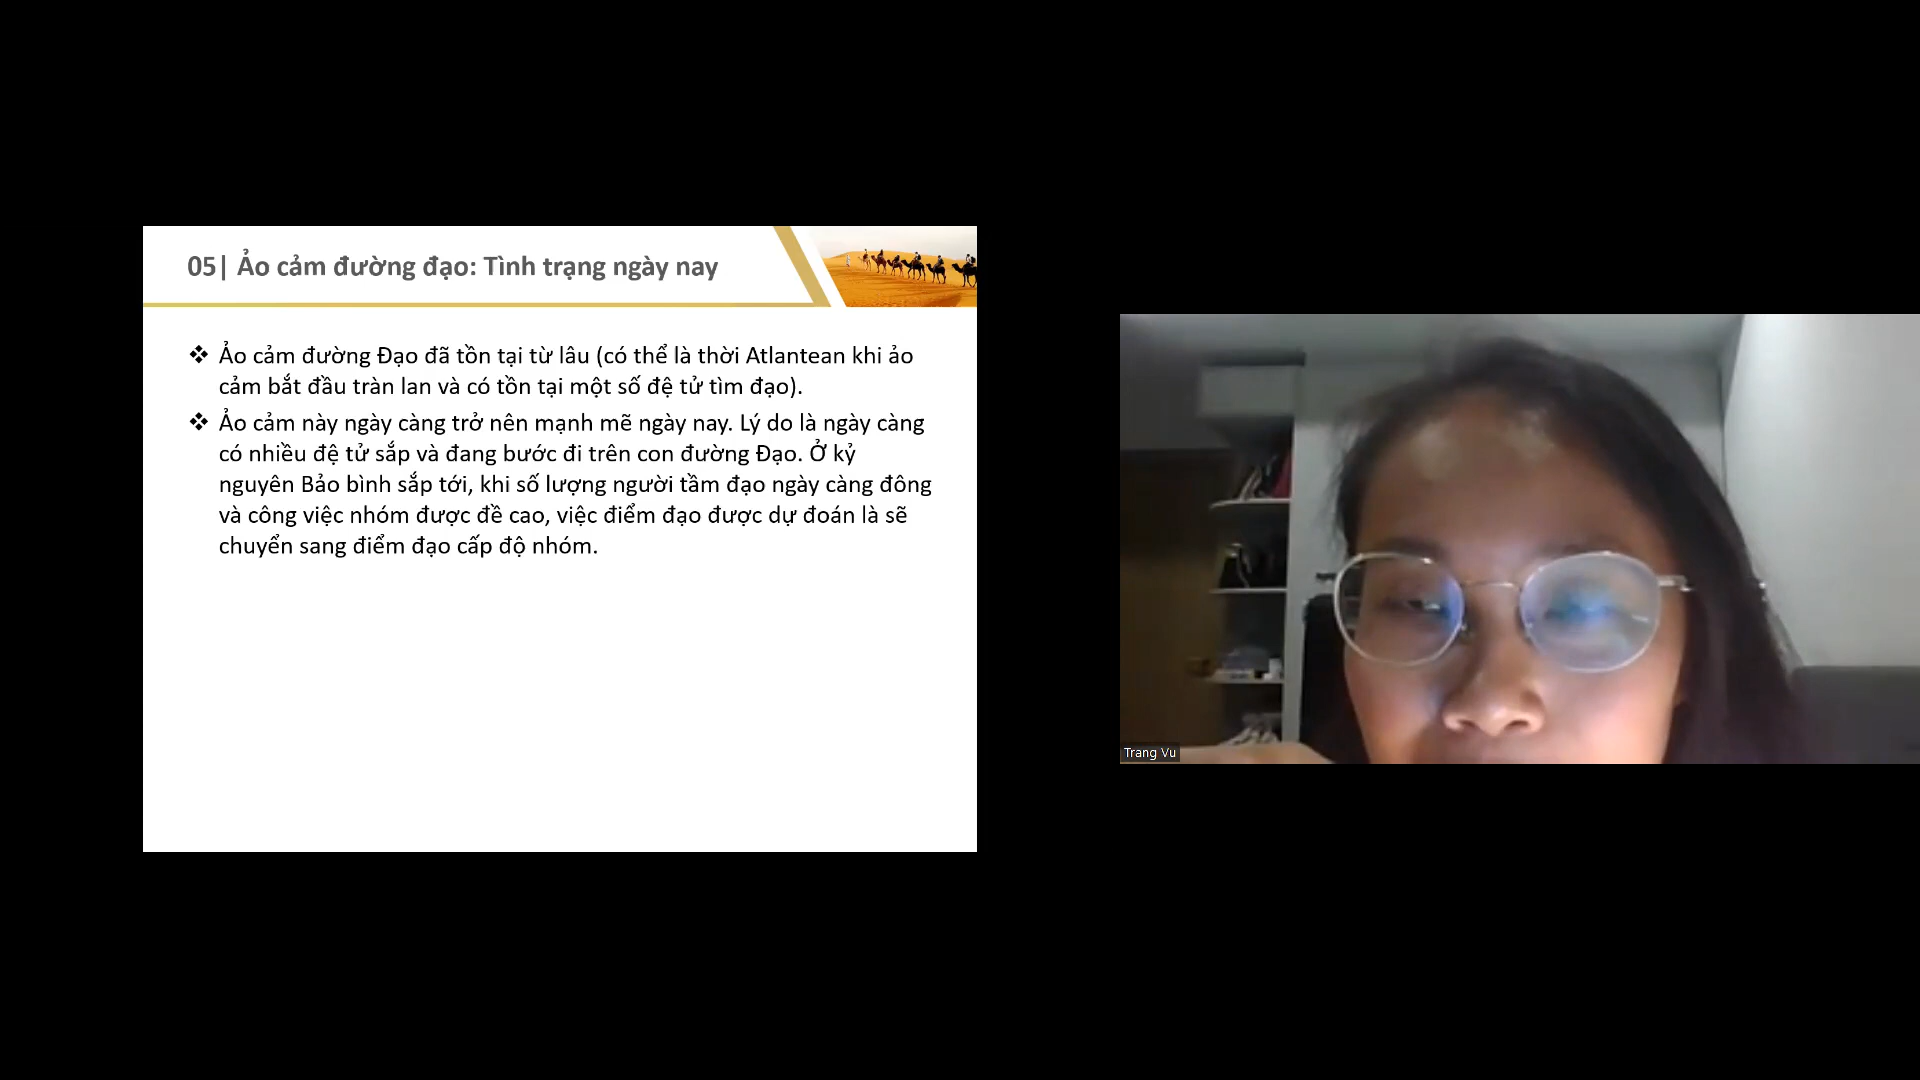 05| Ảo cảm đường đạo: Tình trạng ngày nay
❖ Ảo cảm đường Đạo đã tồn tại từ lâu (có thể là thời Atlantean khi ảo
cảm bắt đầu tràn lan và có tồn tại một số đệ tử tìm đạo).
❖ Ảo cảm này ngày càng trở nên mạnh mẽ ngày nay. Lý do là ngày càng
có nhiều đệ tử sắp và đang bước đi trên con đường Đạo. Ở kỷ
nguyên Bảo bình sắp tới, khi số lượng người tầm đạo ngày càng đông
và công việc nhóm được đề cao, việc điểm đạo được dự đoán là sẽ
chuyển sang điểm đạo cấp độ nhóm.
Trang Vu